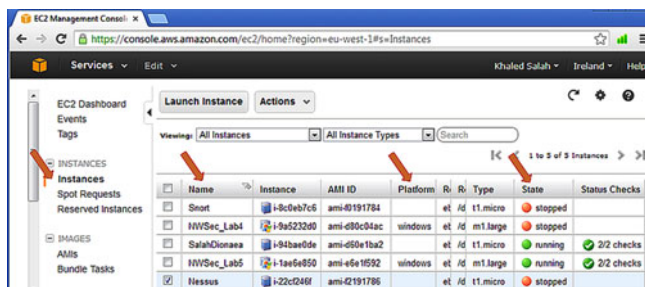 EC2 Management Console
https://console.aws.amazon.com/ec2/home?region=eu-west-1#s=Instances
Services Edit Khaled Salah Ireland Help
EC2 Dashboard
Events
Tags
INSTANCES
Instances
Spot Requests
Reserved Instances
IMAGES
AMIs
Bundle Tasks
Launch Instance Actions
Viewing: All Instances All Instance Types Search
1 to 5 of 5 Instances
Name Instance AMI ID Platform Type State Status Checks
Snort i-8c0eb7c6 ami-f0191784 t1.micro stopped
NWSec_Lab4 i-9a5232d0 ami-d80c04ac windows m1.large stopped
SalahDionaea i-94bae0de ami-d60e1ba2 t1.micro running 2/2 checks
NWSec_Lab5 i-1ae6e850 ami-e6e1f592 windows m1.large running 2/2 checks
Nessus i-22cf246f ami-f2191786 t1.micro stopped